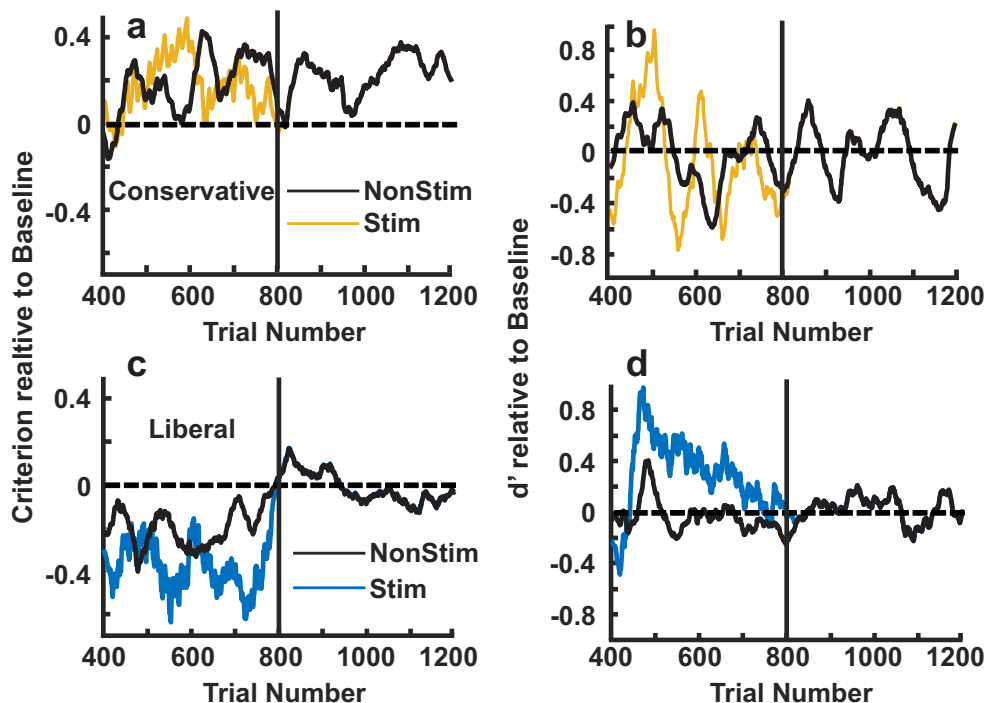 a
0.4
0
-0.4
Conservative
NonStim
Stim
400 600 800 1000 1200
Trial Number
b
0.8
0.4
0
-0.4
-0.8
400 600 800 1000 1200
Trial Number
Criterion realtive to Baseline
d' relative to Baseline
c
0.4
0
-0.4
Liberal
NonStim
Stim
400 600 800 1000 1200
Trial Number
d
0.8
0.4
0
-0.4
-0.8
400 600 800 1000 1200
Trial Number